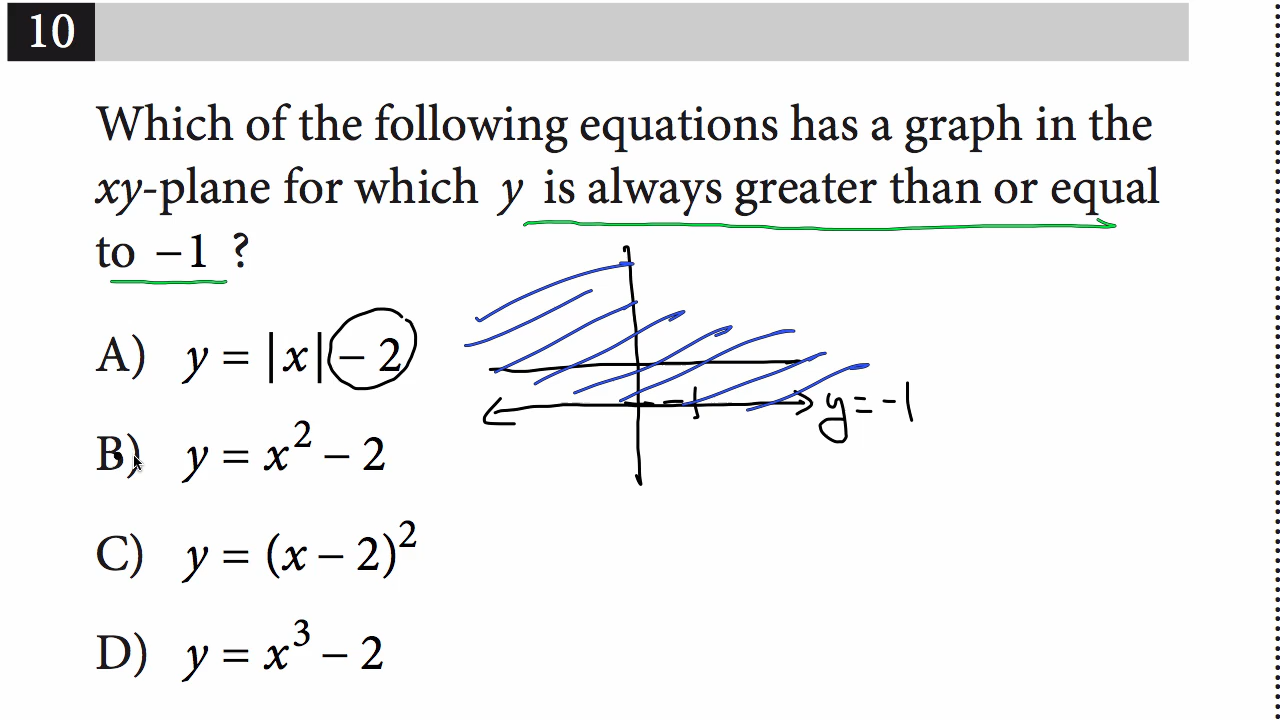 10
Which of the following equations has a graph in the
xy-plane for which y is always greater than or equal
to −1 ?
A) y = |x| − 2
−1
y = −1
B) y = x² − 2
C) y = (x − 2)²
D) y = x³ − 2